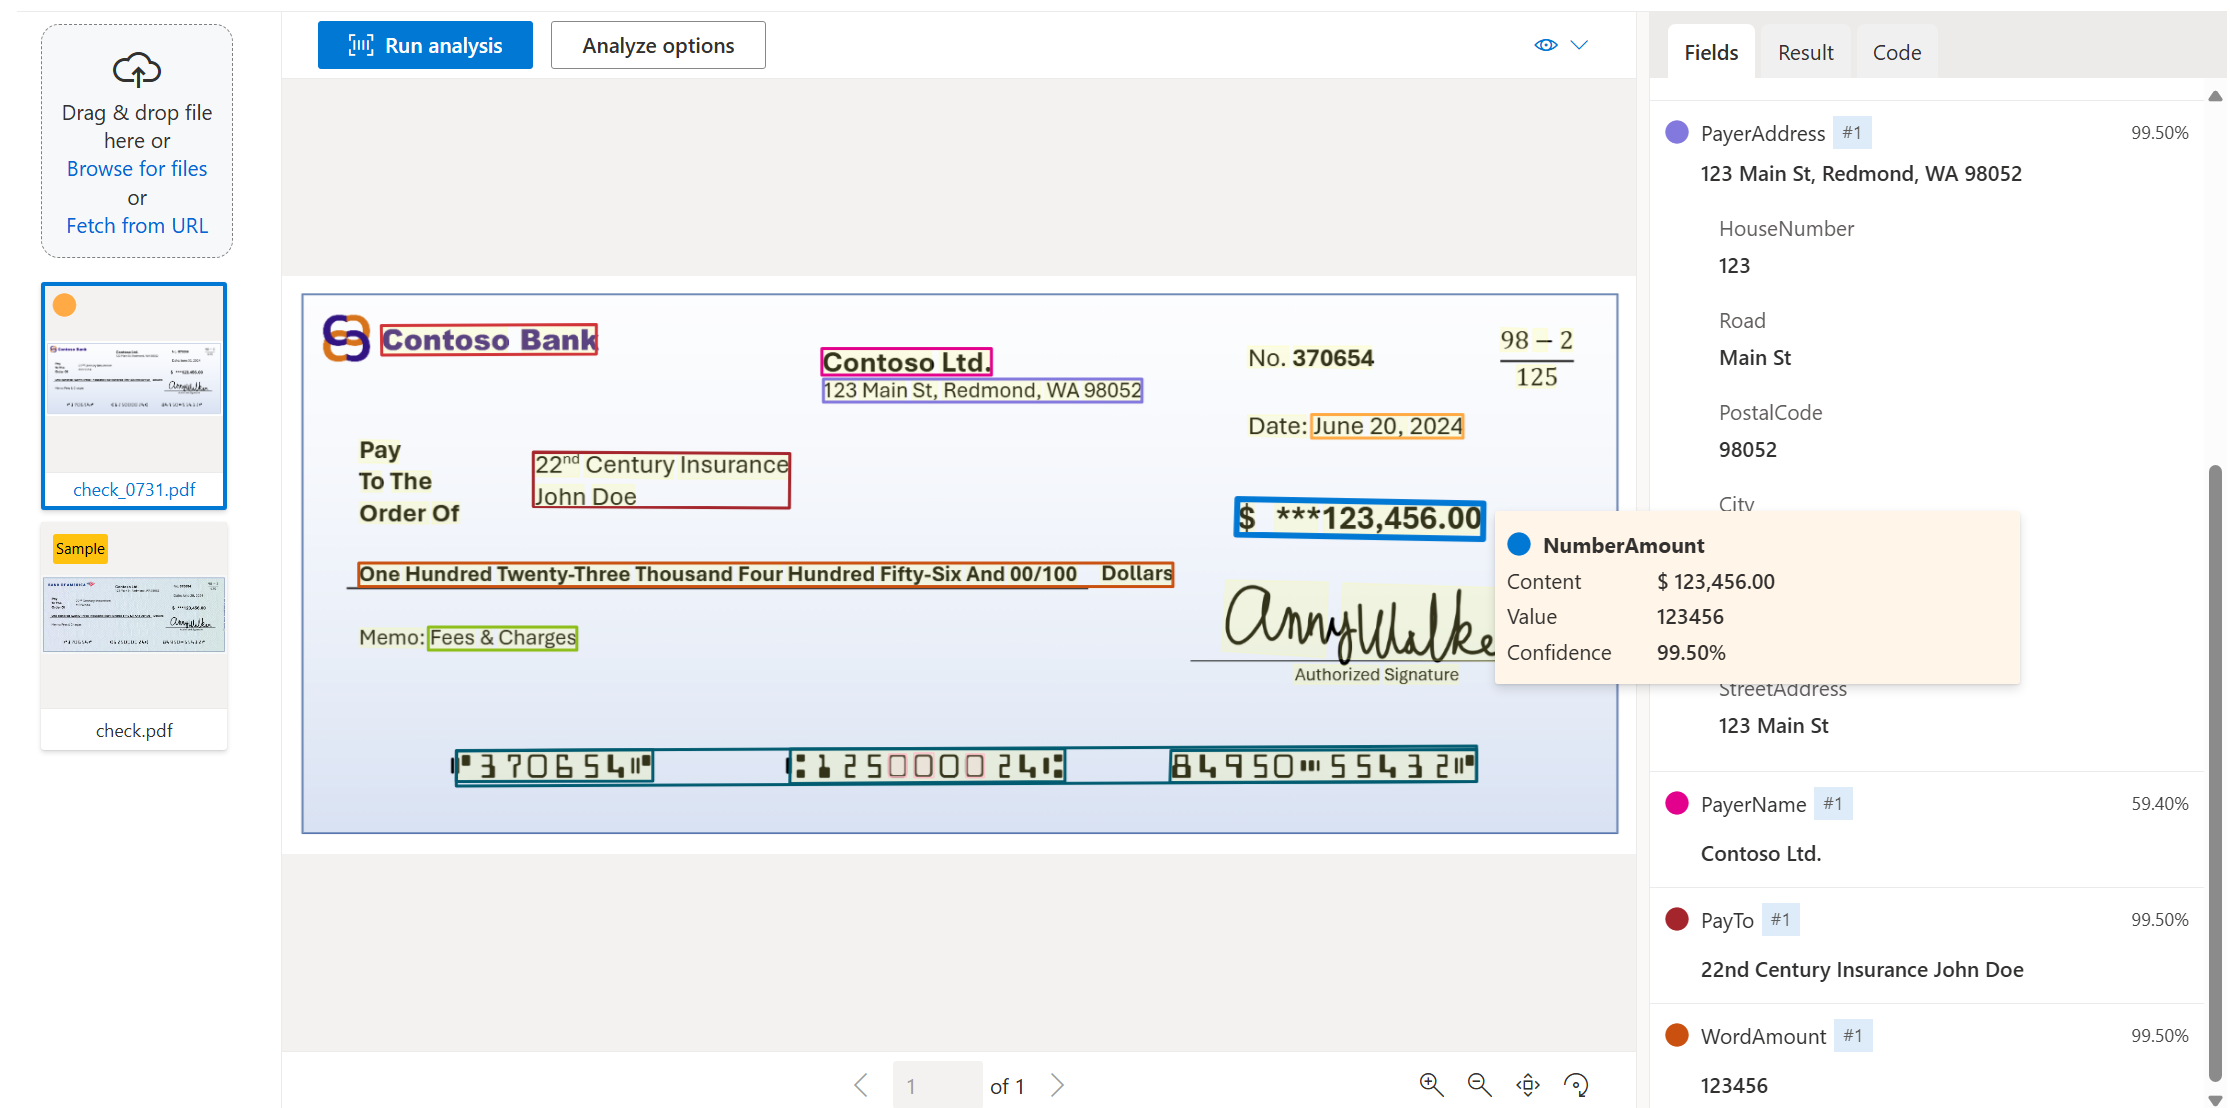 Drag & drop file
here or
Browse for files
or
Fetch from URL
check_0731.pdf
Sample
check.pdf
Run analysis
Analyze options
Contoso Bank
Contoso Ltd.
123 Main St, Redmond, WA 98052
No. 370654
98 – 2
125
Date: June 20, 2024
Pay
To The
Order Of
22nd Century Insurance
John Doe
$ ***123,456.00
One Hundred Twenty-Three Thousand Four Hundred Fifty-Six And 00/100 Dollars
Memo: Fees & Charges
Anny Walke
Authorized Signature
⑈370654⑈ ⑆125000024⑆ 84950⑉55432⑈
1 of 1
Fields
Result
Code
PayerAddress #1 99.50%
123 Main St, Redmond, WA 98052
HouseNumber
123
Road
Main St
PostalCode
98052
City
NumberAmount
Content $ 123,456.00
Value 123456
Confidence 99.50%
StreetAddress
123 Main St
PayerName #1 59.40%
Contoso Ltd.
PayTo #1 99.50%
22nd Century Insurance John Doe
WordAmount #1 99.50%
123456